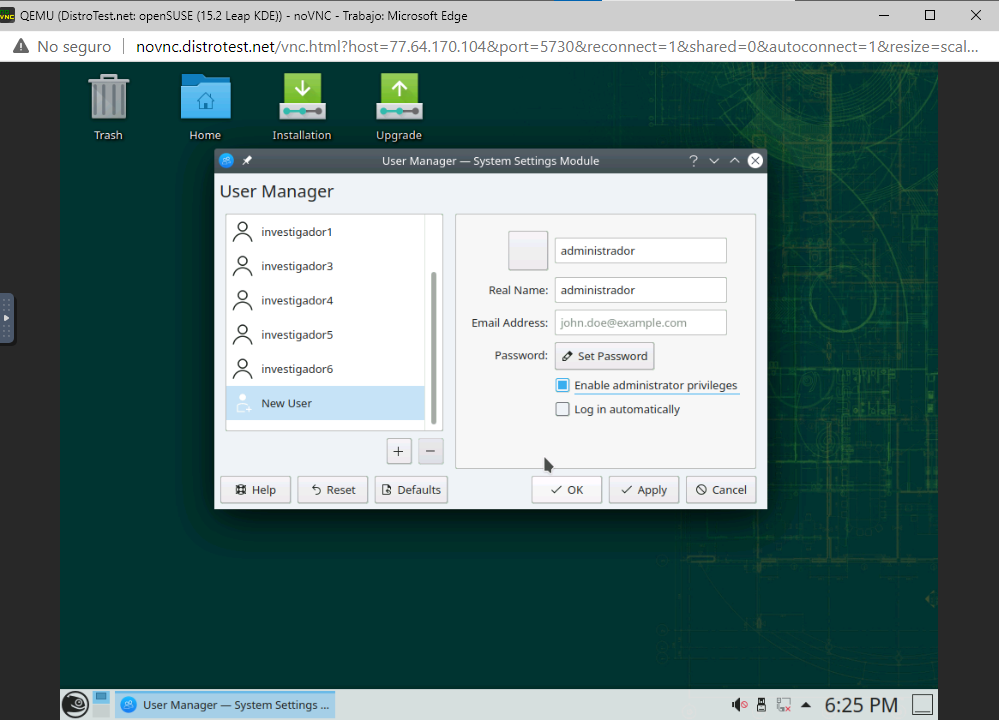 QEMU (DistroTest.net: openSUSE (15.2 Leap KDE)) - noVNC - Trabajo: Microsoft Edge
No seguro | novnc.distrotest.net/vnc.html?host=77.64.170.104&port=5730&reconnect=1&shared=0&autoconnect=1&resize=scal...
Trash
Home
Installation
Upgrade
User Manager — System Settings Module
User Manager
investigador1
investigador3
investigador4
investigador5
investigador6
New User
administrador
Real Name: administrador
Email Address: john.doe@example.com
Password: Set Password
Enable administrator privileges
Log in automatically
Help
Reset
Defaults
OK
Apply
Cancel
User Manager — System Settings ...
6:25 PM